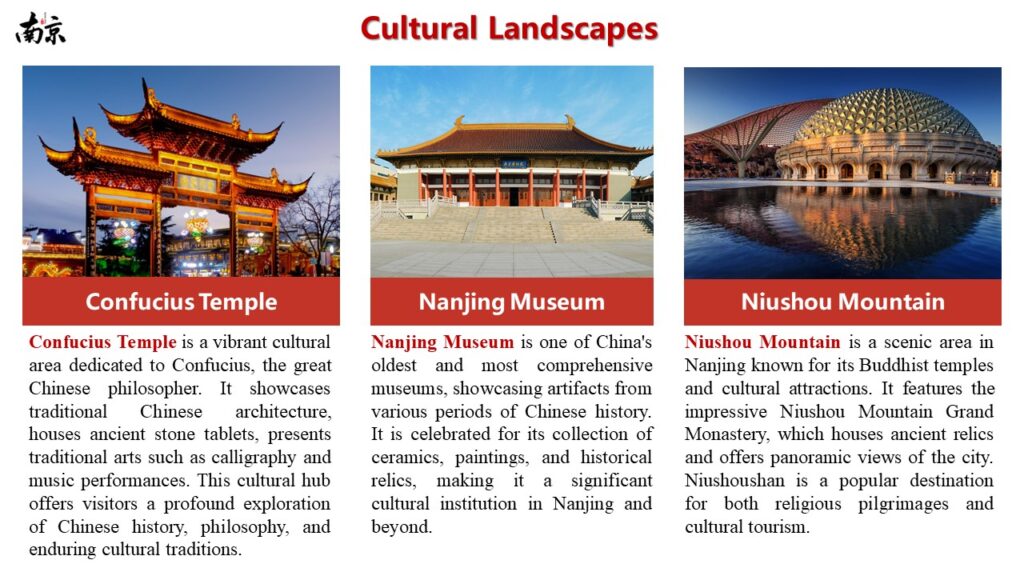 南京
Cultural Landscapes
Confucius Temple
Confucius Temple is a vibrant cultural
area dedicated to Confucius, the great
Chinese philosopher. It showcases
traditional Chinese architecture,
houses ancient stone tablets, presents
traditional arts such as calligraphy and
music performances. This cultural hub
offers visitors a profound exploration
of Chinese history, philosophy, and
enduring cultural traditions.
Nanjing Museum
Nanjing Museum is one of China's
oldest and most comprehensive
museums, showcasing artifacts from
various periods of Chinese history.
It is celebrated for its collection of
ceramics, paintings, and historical
relics, making it a significant
cultural institution in Nanjing and
beyond.
Niushou Mountain
Niushou Mountain is a scenic area in
Nanjing known for its Buddhist temples
and cultural attractions. It features the
impressive Niushou Mountain Grand
Monastery, which houses ancient relics
and offers panoramic views of the city.
Niushoushan is a popular destination
for both religious pilgrimages and
cultural tourism.